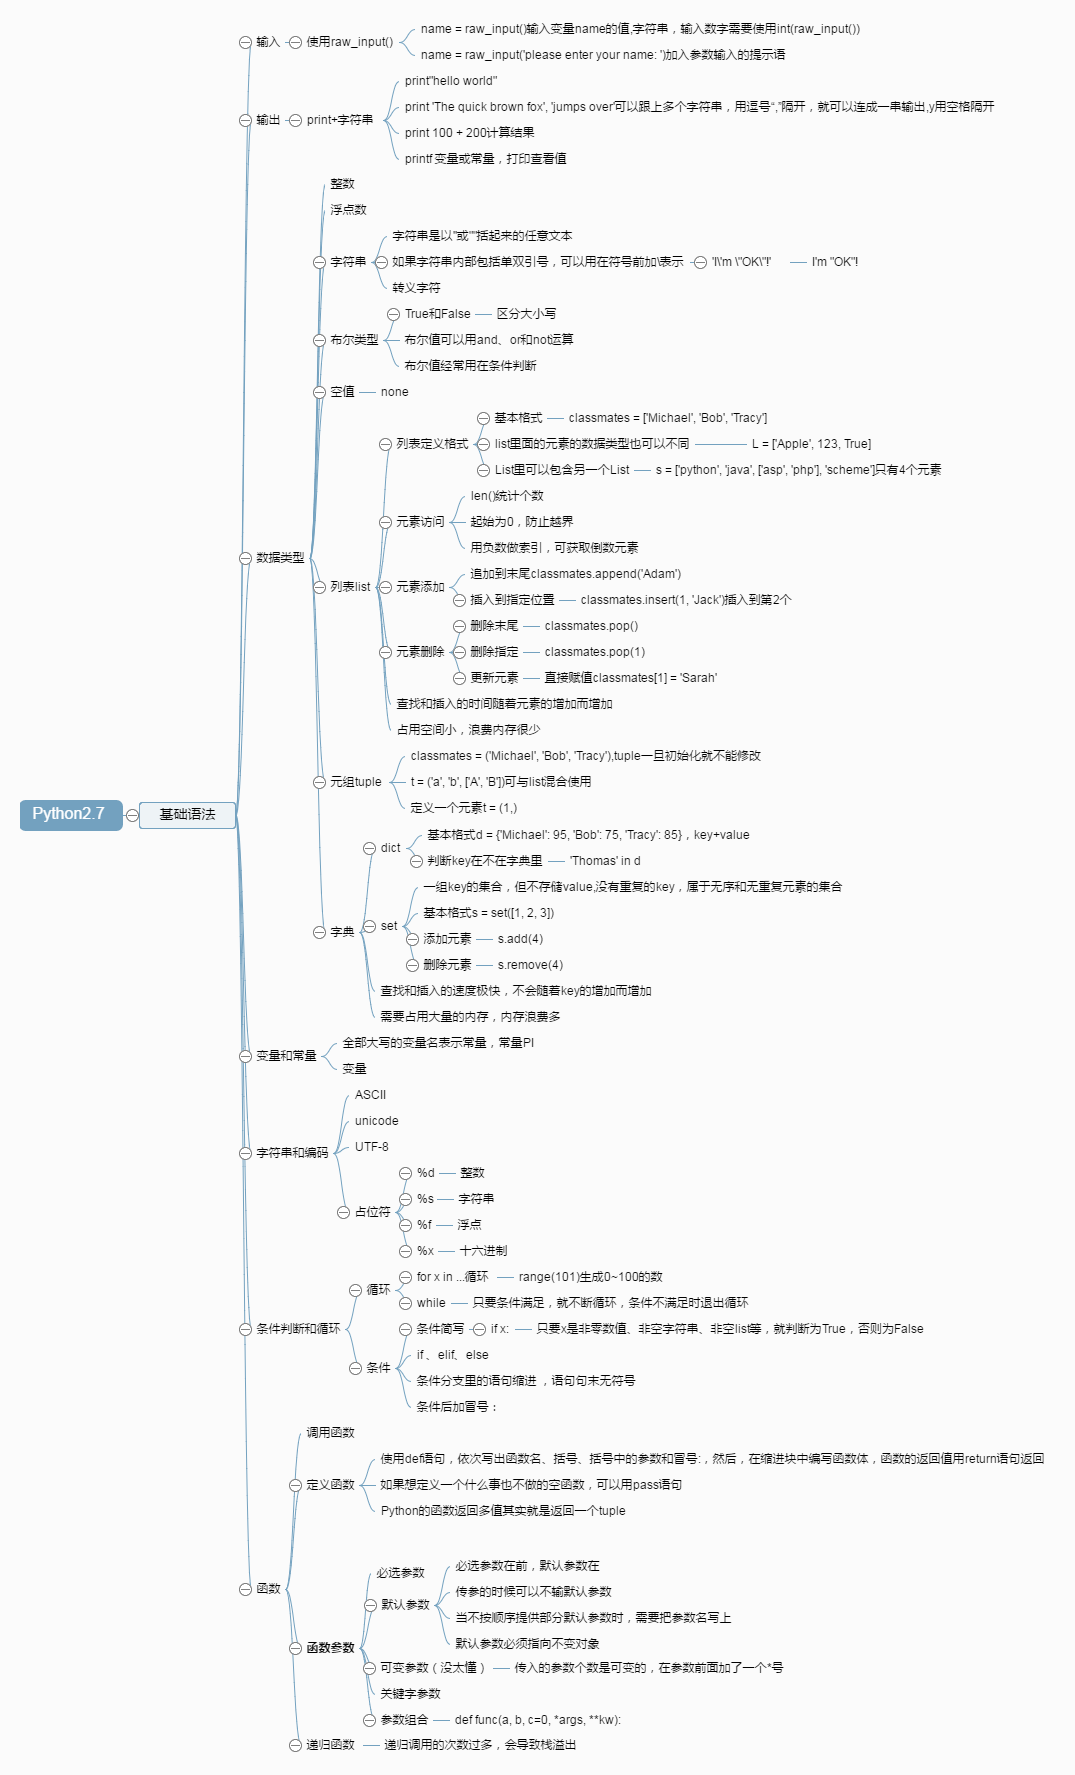 Python2.7
基础语法
输入
使用raw_input()
name = raw_input()输入变量name的值,字符串，输入数字需要使用int(raw_input())
name = raw_input('please enter your name: ')加入参数输入的提示语
输出
print+字符串
print"hello world"
print 'The quick brown fox', 'jumps over'可以跟上多个字符串，用逗号“,”隔开，就可以连成一串输出,y用空格隔开
print 100 + 200计算结果
printf 变量或常量，打印查看值
数据类型
整数
浮点数
字符串
字符串是以''或""括起来的任意文本
如果字符串内部包括单双引号，可以用在符号前加\表示
'I\'m \"OK\"!'
I'm "OK"!
转义字符
布尔类型
True和False
区分大小写
布尔值可以用and、or和not运算
布尔值经常用在条件判断
空值
none
列表list
列表定义格式
基本格式
classmates = ['Michael', 'Bob', 'Tracy']
list里面的元素的数据类型也可以不同
L = ['Apple', 123, True]
List里可以包含另一个List
s = ['python', 'java', ['asp', 'php'], 'scheme']只有4个元素
元素访问
len()统计个数
起始为0，防止越界
用负数做索引，可获取倒数元素
元素添加
追加到末尾classmates.append('Adam')
插入到指定位置
classmates.insert(1, 'Jack')插入到第2个
元素删除
删除末尾
classmates.pop()
删除指定
classmates.pop(1)
更新元素
直接赋值classmates[1] = 'Sarah'
查找和插入的时间随着元素的增加而增加
占用空间小，浪费内存很少
元组tuple
classmates = ('Michael', 'Bob', 'Tracy'),tuple一旦初始化就不能修改
t = ('a', 'b', ['A', 'B'])可与list混合使用
定义一个元素t = (1,)
字典
dict
基本格式d = {'Michael': 95, 'Bob': 75, 'Tracy': 85}，key+value
判断key在不在字典里
'Thomas' in d
set
一组key的集合，但不存储value,没有重复的key，属于无序和无重复元素的集合
基本格式s = set([1, 2, 3])
添加元素
s.add(4)
删除元素
s.remove(4)
查找和插入的速度极快，不会随着key的增加而增加
需要占用大量的内存，内存浪费多
变量和常量
全部大写的变量名表示常量，常量PI
变量
字符串和编码
ASCII
unicode
UTF-8
占位符
%d
整数
%s
字符串
%f
浮点
%x
十六进制
条件判断和循环
循环
for x in ...循环
range(101)生成0~100的数
while
只要条件满足，就不断循环，条件不满足时退出循环
条件
条件简写
if x:
只要x是非零数值、非空字符串、非空list等，就判断为True，否则为False
if 、elif、else
条件分支里的语句缩进 ，语句句末无符号
条件后加冒号：
函数
调用函数
定义函数
使用def语句，依次写出函数名、括号、括号中的参数和冒号:，然后，在缩进块中编写函数体，函数的返回值用return语句返回
如果想定义一个什么事也不做的空函数，可以用pass语句
Python的函数返回多值其实就是返回一个tuple
函数参数
必选参数
默认参数
必选参数在前，默认参数在
传参的时候可以不输默认参数
当不按顺序提供部分默认参数时，需要把参数名写上
默认参数必须指向不变对象
可变参数（没太懂）
传入的参数个数是可变的，在参数前面加了一个*号
关键字参数
参数组合
def func(a, b, c=0, *args, **kw):
递归函数
递归调用的次数过多，会导致栈溢出